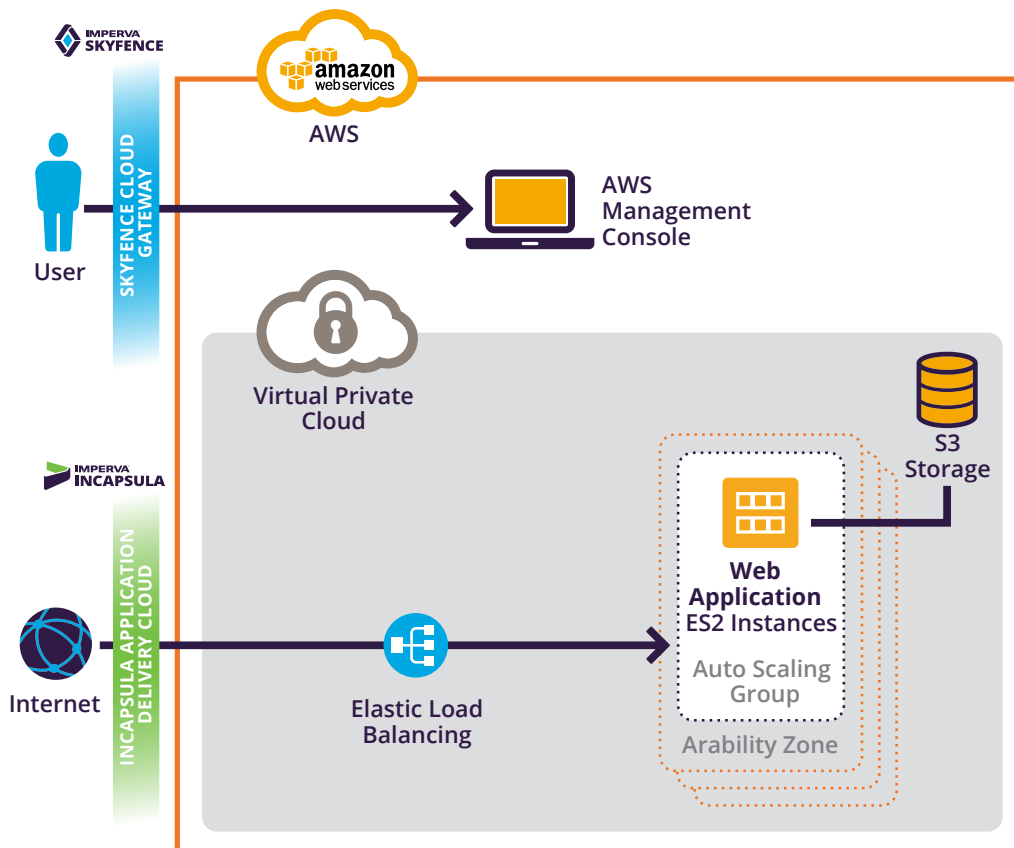 IMPERVA
SKYFENCE
amazon
webservices
AWS
SKYFENCE CLOUD
GATEWAY
User
AWS
Management
Console
Virtual Private
Cloud
S3
Storage
IMPERVA
INCAPSULA
INCAPSULA APPLICATION
DELIVERY CLOUD
Internet
Elastic Load
Balancing
Web
Application
ES2 Instances
Auto Scaling
Group
Arability Zone